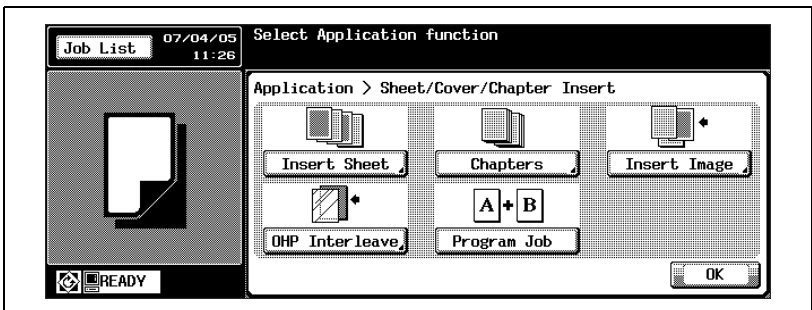 Job List
07/04/05
11:26
Select Application function
Application > Sheet/Cover/Chapter Insert
Insert Sheet
Chapters
Insert Image
A+B
OHP Interleave
Program Job
OK
READY